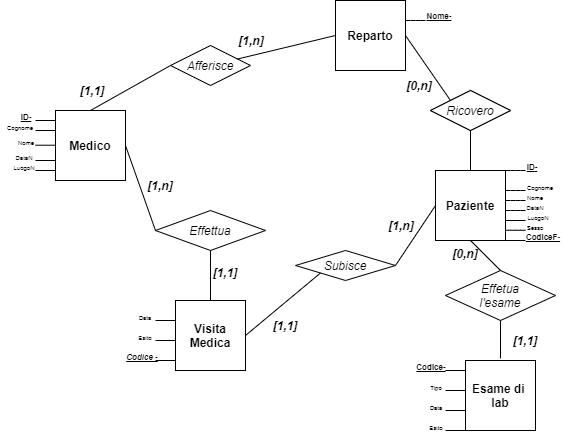 Nome-
Reparto
[1,n]
Afferisce
[0,n]
[1,1]
Ricovero
ID-
Cognome
Nome
DataN
LuogoN
Medico
ID-
Cognome
Nome
DataN
LuogoN
Sesso
CodiceF-
Paziente
[1,n]
[1,n]
Effettua
[0,n]
Subisce
[1,1]
Effetua
l'esame
Data
Esito
Codice -
Visita
Medica
[1,1]
[1,1]
Codice-
Tipo
Data
Esito
Esame di
lab